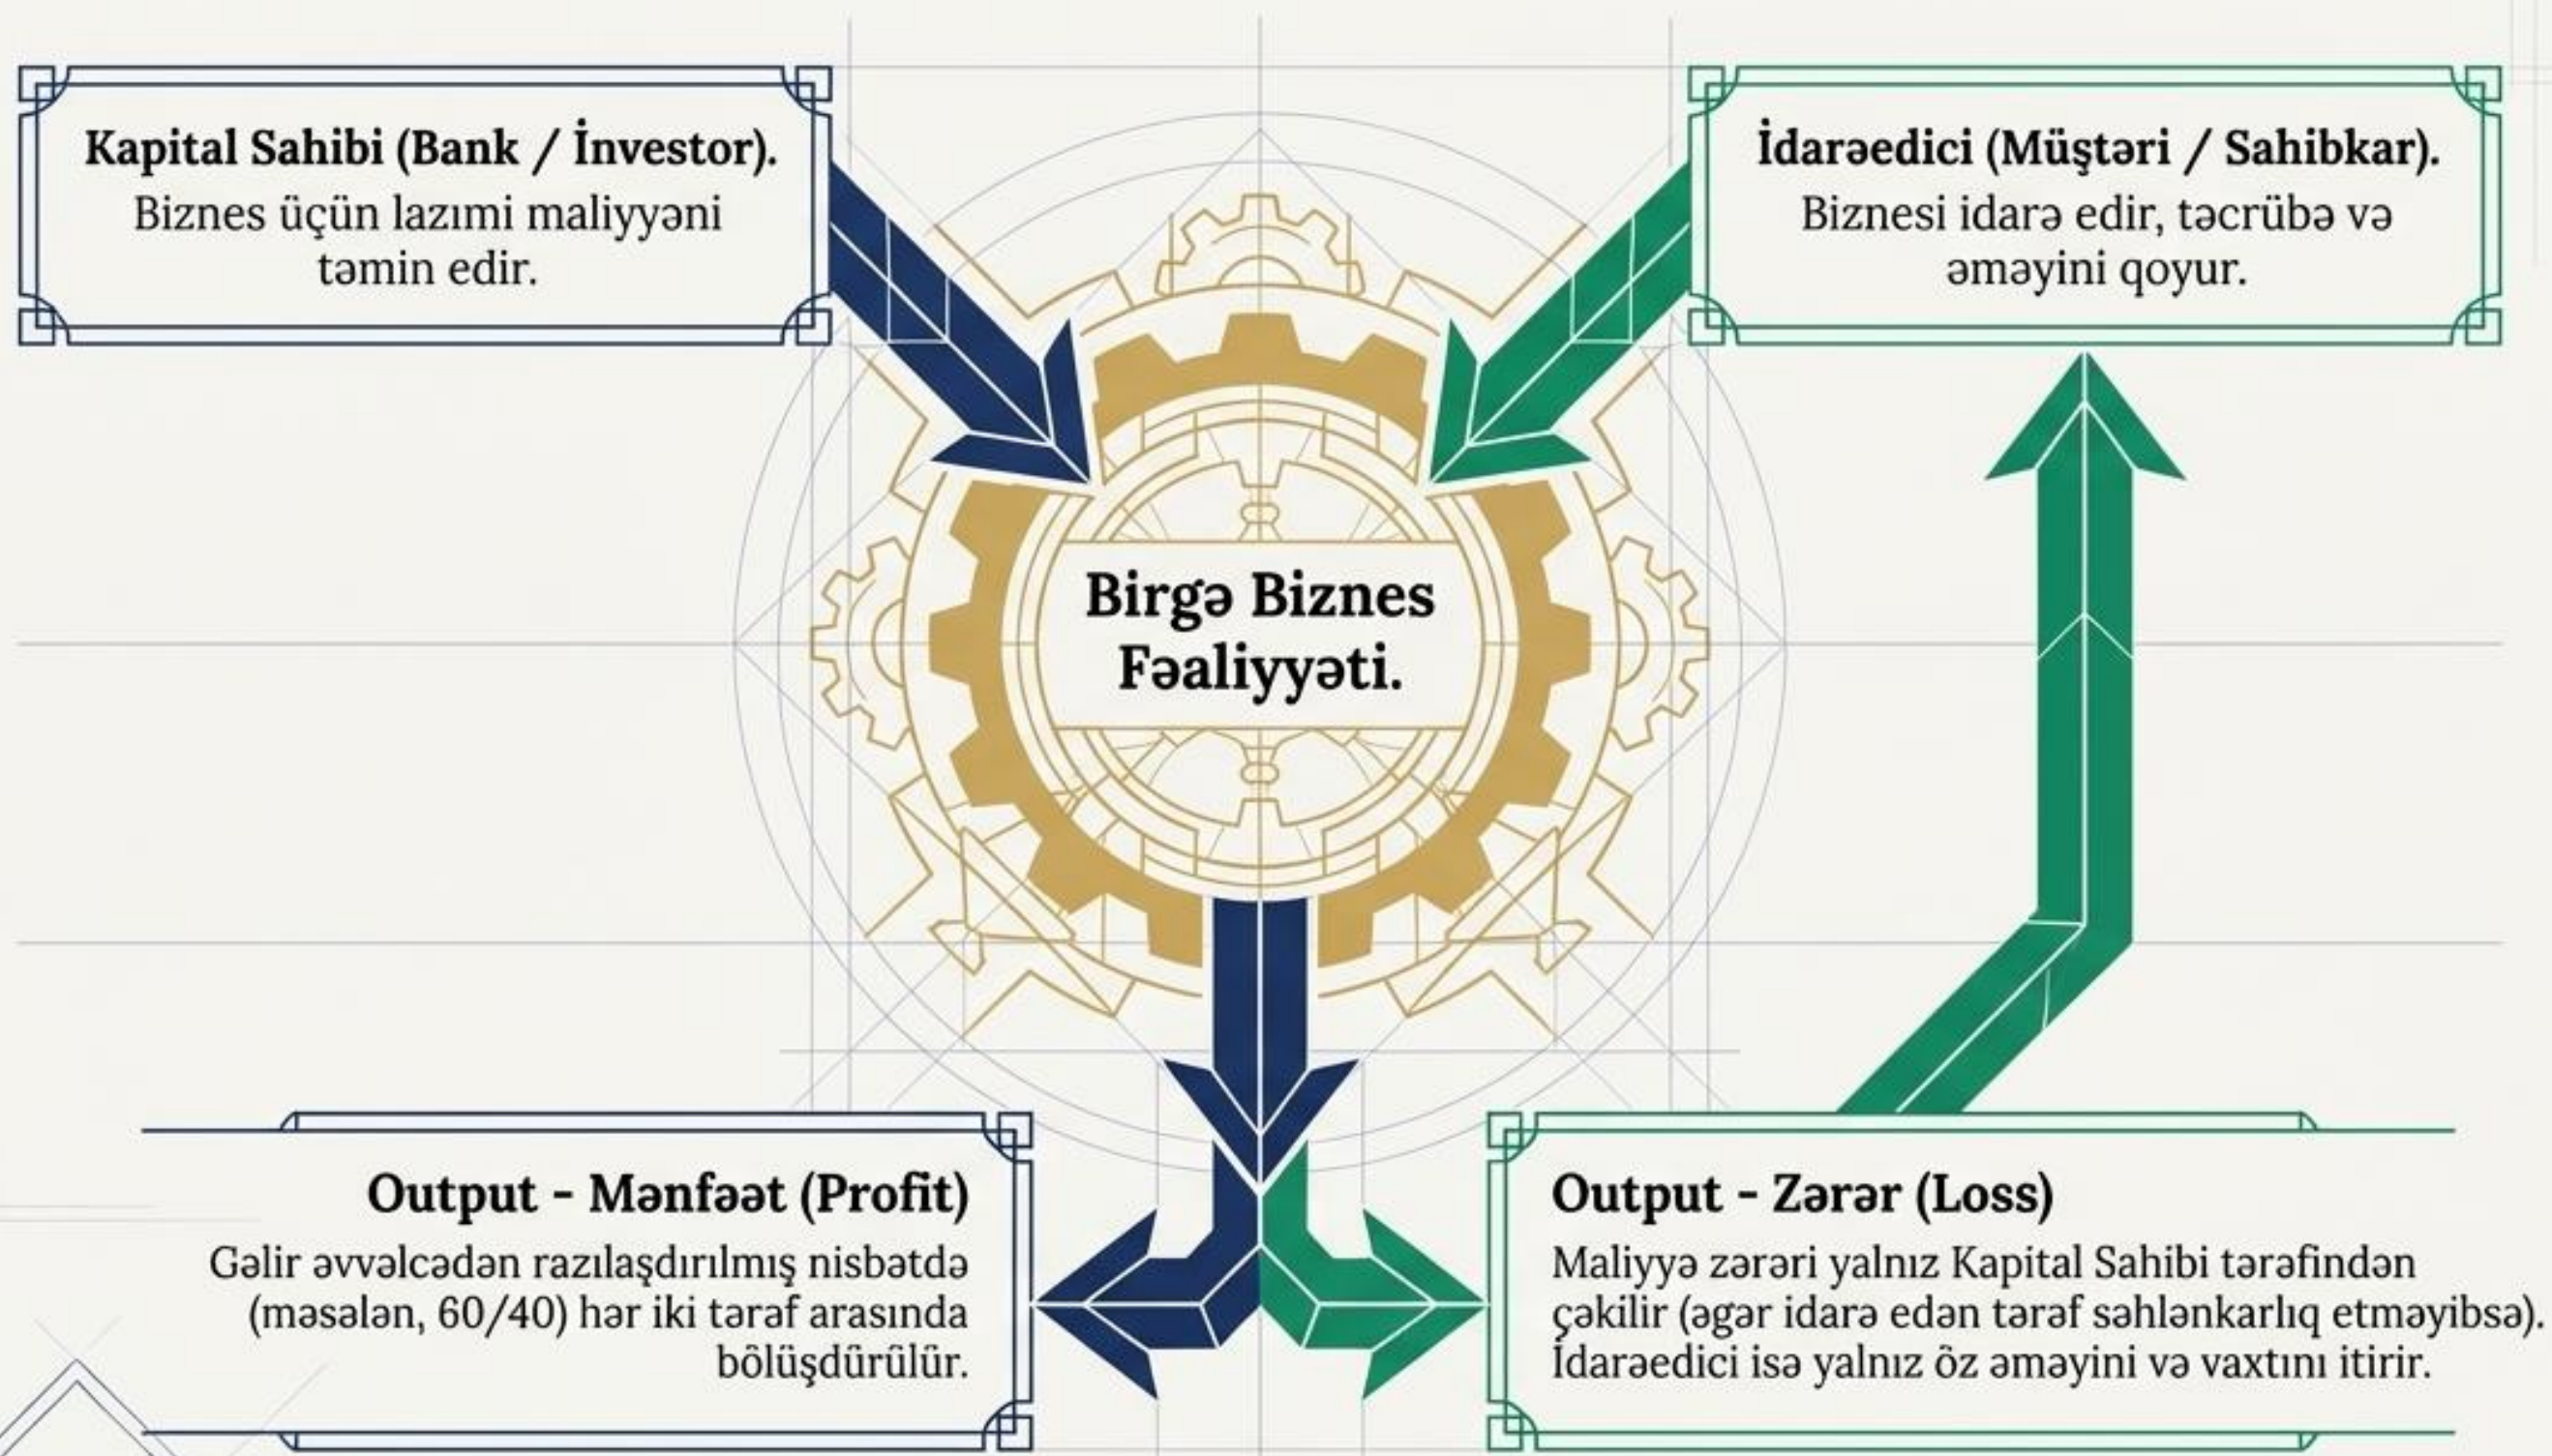 Kapital Sahibi (Bank / İnvestor).
Biznes üçün lazımi maliyyəni
təmin edir.
İdarəedici (Müştəri / Sahibkar).
Biznesi idarə edir, təcrübə və
əməyini qoyur.
Birgə Biznes
Fəaliyyəti.
Output - Mənfəət (Profit)
Gəlir əvvəlcədən razılaşdırılmış nisbətdə
(məsələn, 60/40) hər iki tərəf arasında
bölüşdürülür.
Output - Zərər (Loss)
Maliyyə zərəri yalnız Kapital Sahibi tərəfindən
çəkilir (əgər idarə edən tərəf səhlənkarlıq etməyibsə).
İdarəedici isə yalnız öz əməyini və vaxtını itirir.